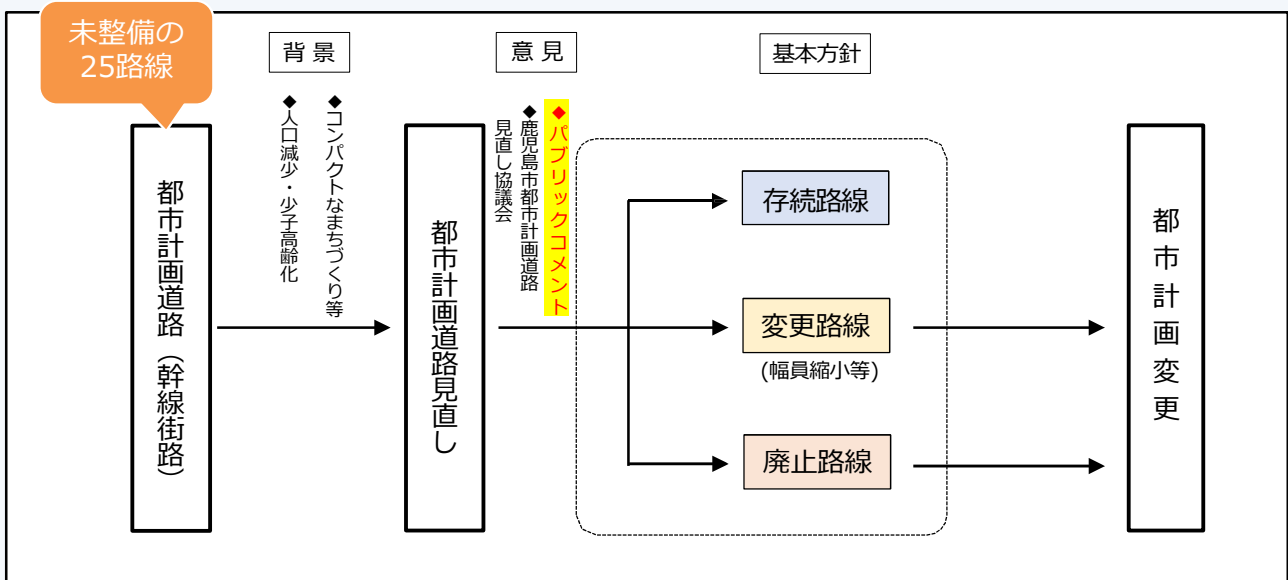 未整備の
25路線
背 景
意 見
基本方針
都市計画道路（幹線街路）
◆コンパクトなまちづくり等
◆人口減少・少子高齢化
都市計画道路見直し
◆パブリックコメント
◆鹿児島市都市計画道路
見直し協議会
存続路線
変更路線
(幅員縮小等)
廃止路線
都市計画変更